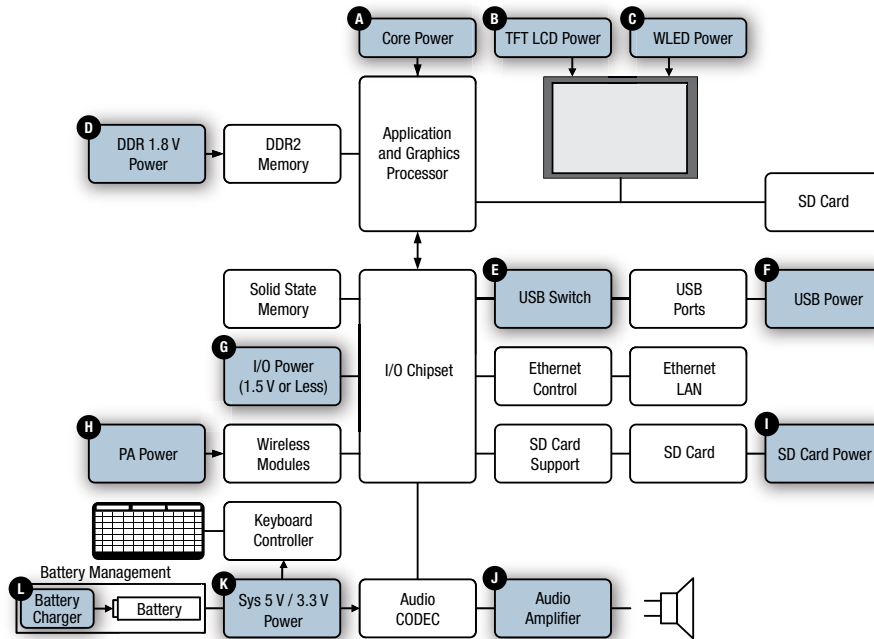 A
Core Power
B
TFT LCD Power
C
WLED Power
D
DDR 1.8 V
Power
DDR2
Memory
Application
and Graphics
Processor
SD Card
Solid State
Memory
E
USB Switch
USB
Ports
F
USB Power
G
I/O Power
(1.5 V or Less)
I/O Chipset
Ethernet
Control
Ethernet
LAN
H
PA Power
Wireless
Modules
SD Card
Support
SD Card
I
SD Card Power
Keyboard
Controller
Battery Management
L
Battery
Charger
Battery
K
Sys 5 V / 3.3 V
Power
Audio
CODEC
J
Audio
Amplifier